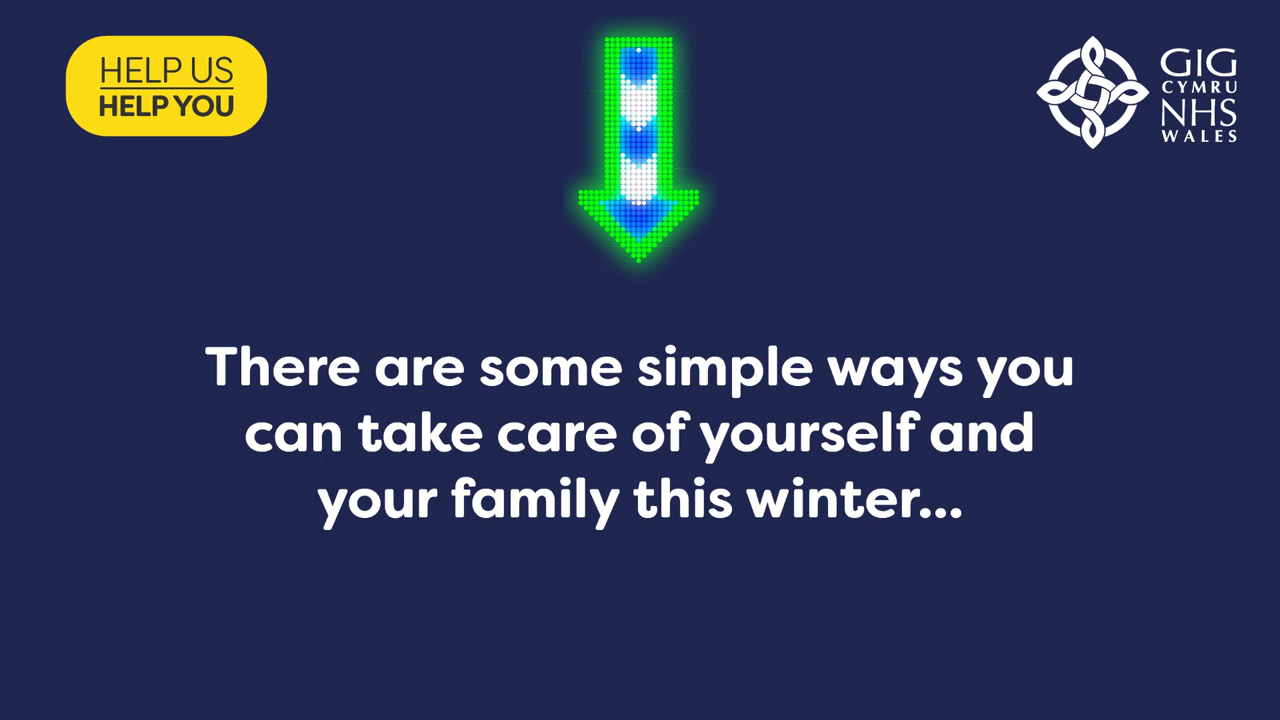 HELP US
HELP YOU
GIG
CYMRU
NHS
WALES
There are some simple ways you
can take care of yourself and
your family this winter...